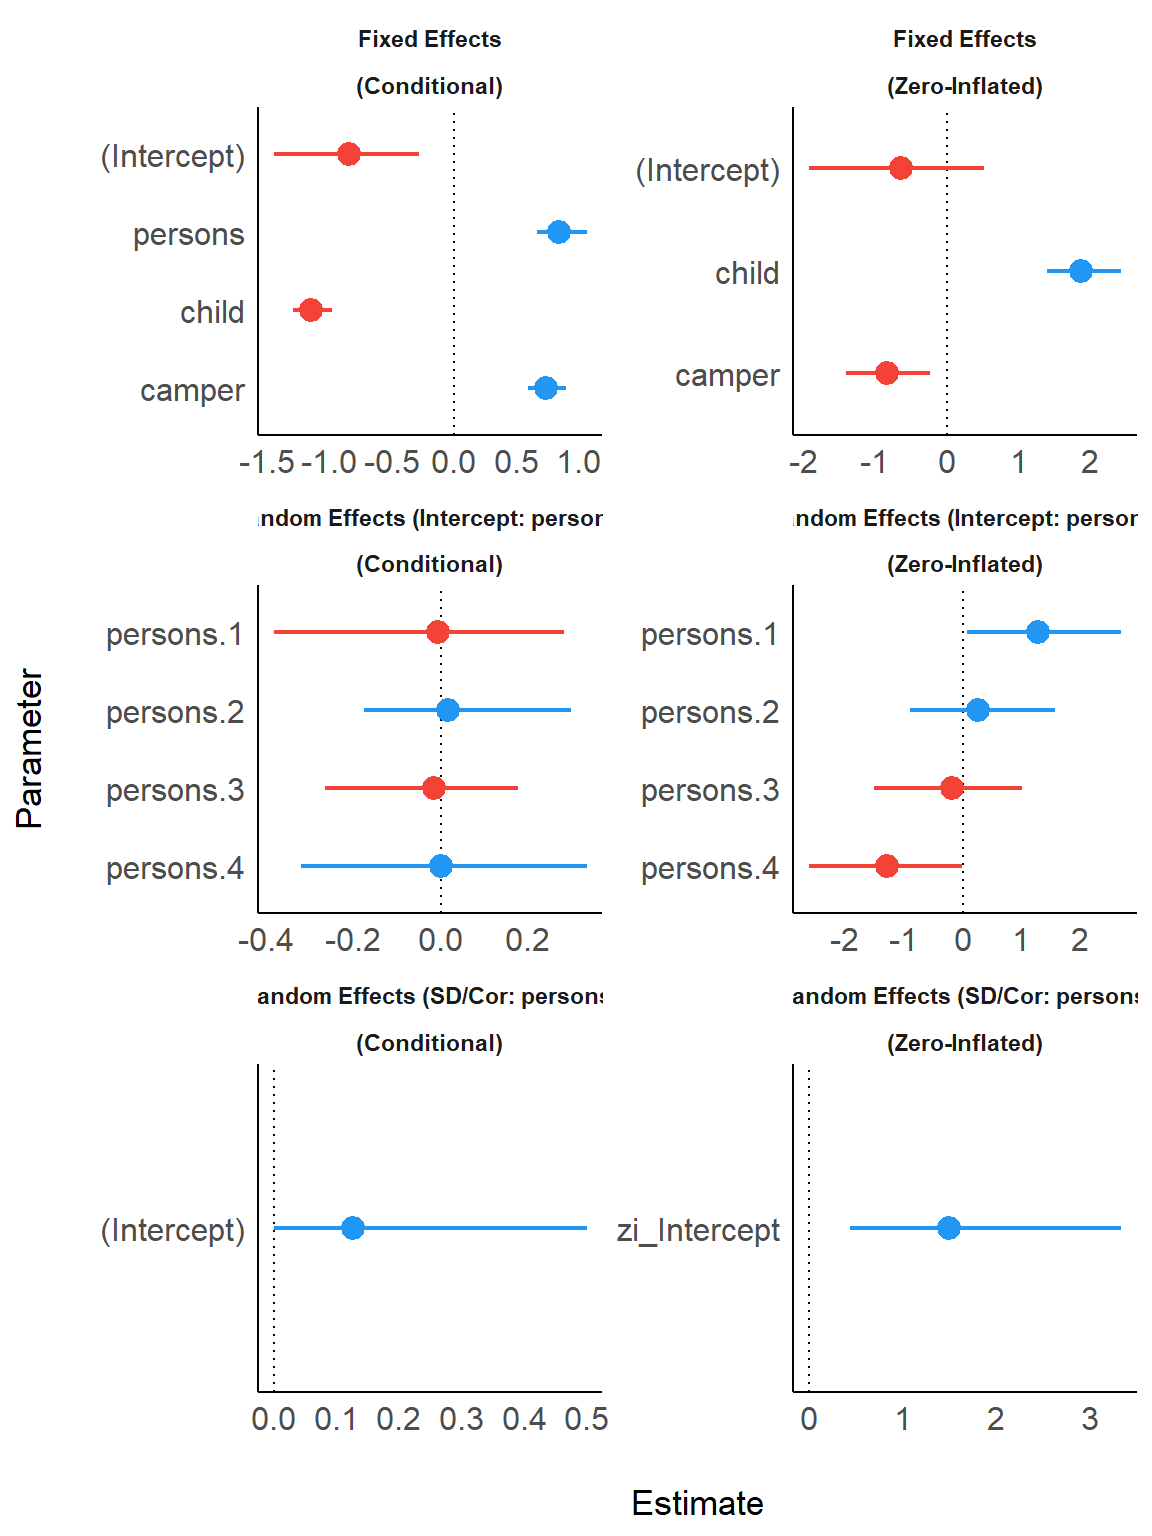 Fixed Effects
(Conditional)
(Intercept)
persons
child
camper
-1.5 -1.0 -0.5 0.0 0.5 1.0
Fixed Effects
(Zero-Inflated)
(Intercept)
child
camper
-2 -1 0 1 2
andom Effects (Intercept: person
(Conditional)
persons.1
persons.2
persons.3
persons.4
-0.4 -0.2 0.0 0.2
andom Effects (Intercept: person
(Zero-Inflated)
persons.1
persons.2
persons.3
persons.4
-2 -1 0 1 2
andom Effects (SD/Cor: persons
(Conditional)
(Intercept)
0.0 0.1 0.2 0.3 0.4 0.5
andom Effects (SD/Cor: persons
(Zero-Inflated)
zi_Intercept
0 1 2 3
Parameter
Estimate